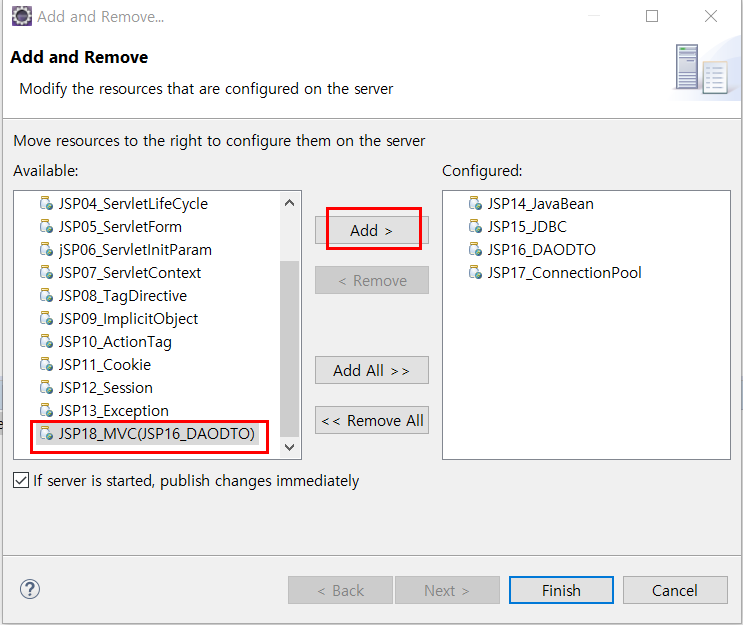 Add and Remove...
Add and Remove
Modify the resources that are configured on the server
Move resources to the right to configure them on the server
Available:
JSP04_ServletLifeCycle
JSP05_ServletForm
jSP06_ServletInitParam
JSP07_ServletContext
JSP08_TagDirective
JSP09_ImplicitObject
JSP10_ActionTag
JSP11_Cookie
JSP12_Session
JSP13_Exception
JSP18_MVC(JSP16_DAODTO)
Add >
< Remove
Add All >>
<< Remove All
Configured:
JSP14_JavaBean
JSP15_JDBC
JSP16_DAODTO
JSP17_ConnectionPool
If server is started, publish changes immediately
?
< Back
Next >
Finish
Cancel